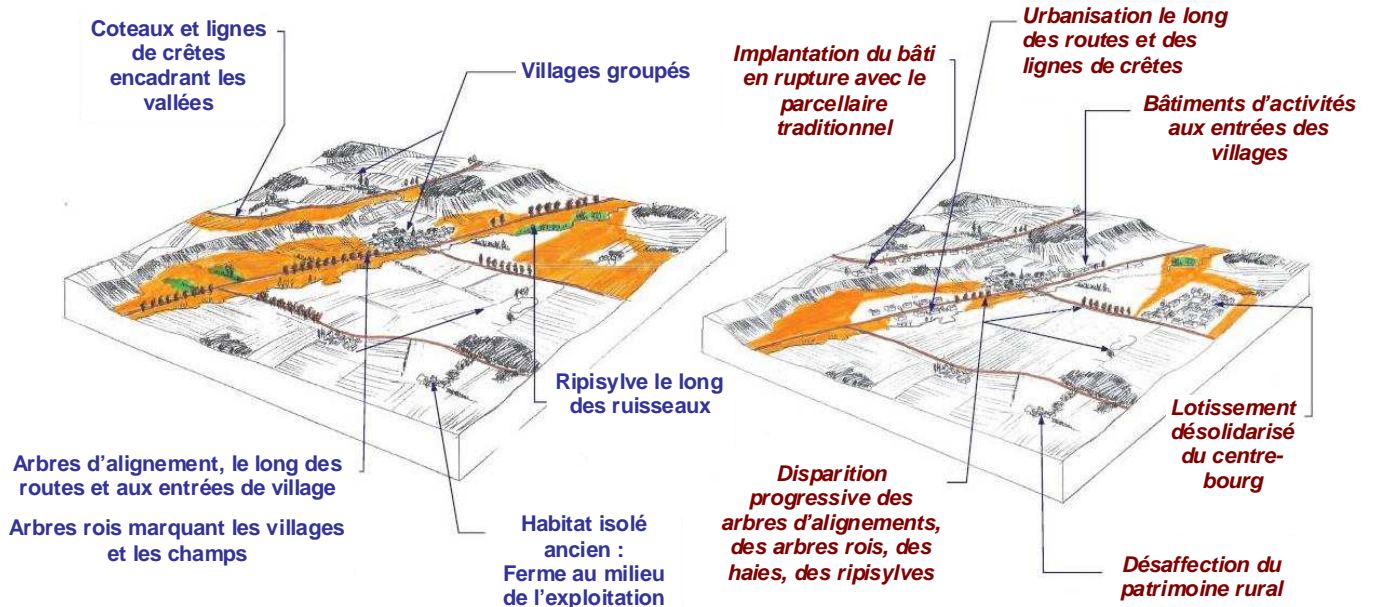 Coteaux et lignes
de crêtes
encadrant les
vallées
Villages groupés
Ripisylve le long
des ruisseaux
Arbres d’alignement, le long des
routes et aux entrées de village
Arbres rois marquant les villages
et les champs
Habitat isolé
ancien :
Ferme au milieu
de l’exploitation
Implantation du bâti
en rupture avec le
parcellaire
traditionnel
Urbanisation le long
des routes et des
lignes de crêtes
Bâtiments d’activités
aux entrées des
villages
Lotissement
désolidarisé
du centre-
bourg
Disparition
progressive des
arbres d’alignements,
des arbres rois, des
haies, des ripisylves
Désaffection du
patrimoine rural